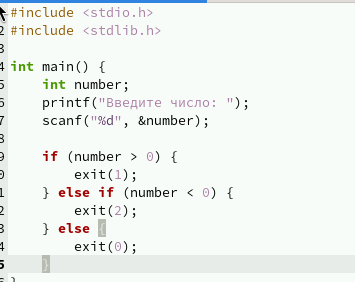 #include <stdio.h>
2 #include <stdlib.h>
3
4 int main() {
5 int number;
6 printf("Введите число: ");
7 scanf("%d", &number);
8
9 if (number > 0) {
0 exit(1);
1 } else if (number < 0) {
2 exit(2);
3 } else {
4 exit(0);
5 }
}